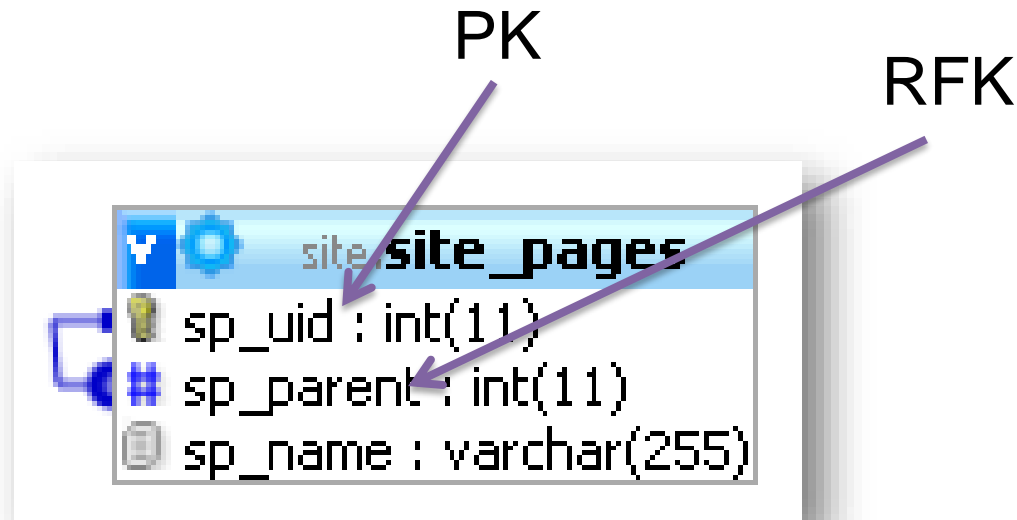 PK
RFK
site.site_pages
sp_uid : int(11)
sp_parent : int(11)
sp_name : varchar(255)